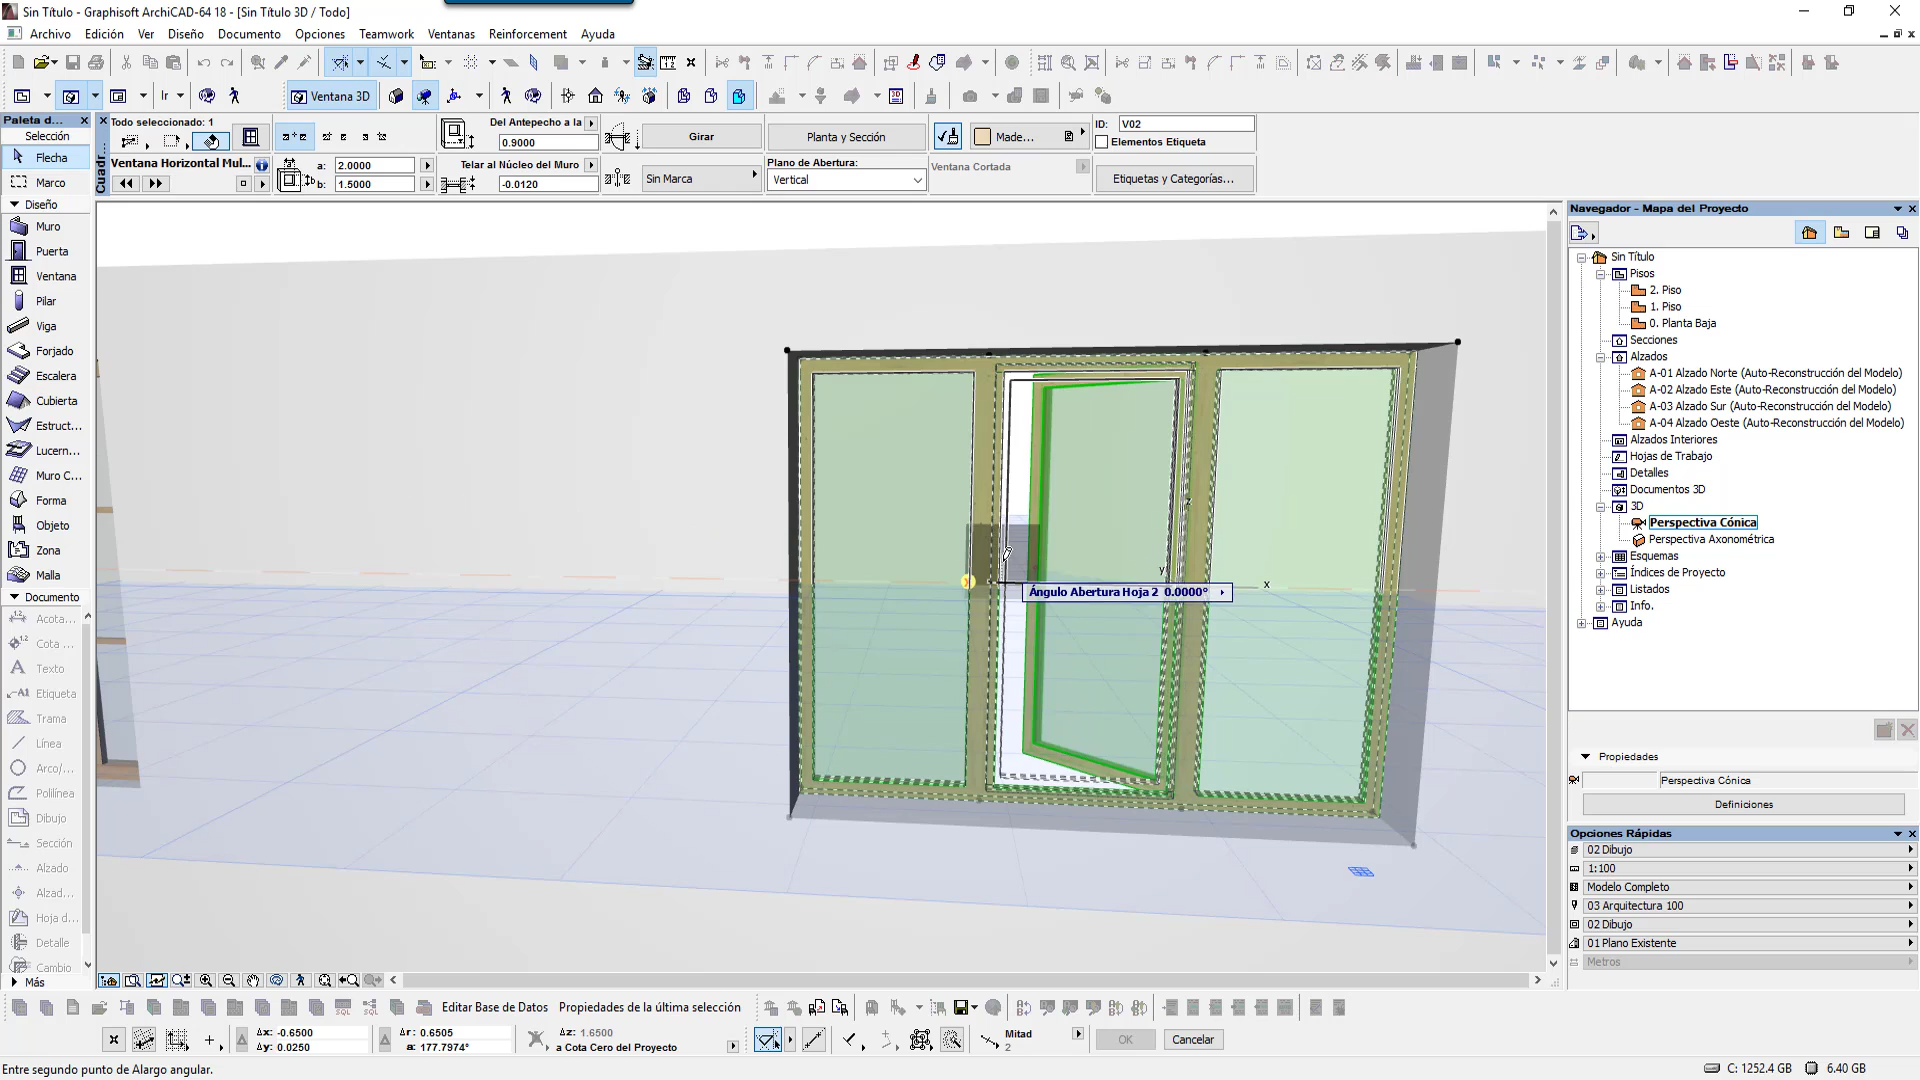 Sin Título - Graphisoft ArchiCAD-64 18 - [Sin Título 3D / Todo]
Archivo Edición Ver Diseño Documento Opciones Teamwork Ventanas Reinforcement Ayuda
Ir Ventana 3D
Paleta d...
Selección
Flecha
Marco
Diseño
Muro
Puerta
Ventana
Pilar
Viga
Forjado
Escalera
Cubierta
Estruct...
Lucern...
Muro C...
Forma
Objeto
Zona
Malla
Documento
Acota...
Cota ...
Texto
Etiqueta
Trama
Línea
Arco/...
Polilínea
Dibujo
Sección
Alzado
Alzad...
Hoja d...
Detalle
Cambio
Más
Cuadr...
Todo seleccionado: 1
Ventana Horizontal Mul...
a: 2.0000
b: 1.5000
Del Antepecho a la
0.9000
Telar al Núcleo del Muro
-0.0120
Girar
Sin Marca
Planta y Sección
Plano de Abertura:
Vertical
Made...
Ventana Cortada
ID: V02
Elementos Etiqueta
Etiquetas y Categorías...
z
y
x
Ángulo Abertura Hoja 2 0.0000°
Navegador - Mapa del Proyecto
Sin Título
Pisos
2. Piso
1. Piso
0. Planta Baja
Secciones
Alzados
A-01 Alzado Norte (Auto-Reconstrucción del Modelo)
A-02 Alzado Este (Auto-Reconstrucción del Modelo)
A-03 Alzado Sur (Auto-Reconstrucción del Modelo)
A-04 Alzado Oeste (Auto-Reconstrucción del Modelo)
Alzados Interiores
Hojas de Trabajo
Detalles
Documentos 3D
3D
Perspectiva Cónica
Perspectiva Axonométrica
Esquemas
Índices de Proyecto
Listados
Info.
Ayuda
Propiedades
Perspectiva Cónica
Definiciones
Opciones Rápidas
02 Dibujo
1:100
Modelo Completo
03 Arquitectura 100
02 Dibujo
01 Plano Existente
Metros
Editar Base de Datos Propiedades de la última selección
Δx: -0.6500
Δy: 0.0250
Δr: 0.6505
a: 177.7974°
Δz: 1.6500
a Cota Cero del Proyecto
Mitad
2
OK
Cancelar
Entre segundo punto de Alargo angular.
C: 1252.4 GB 6.40 GB